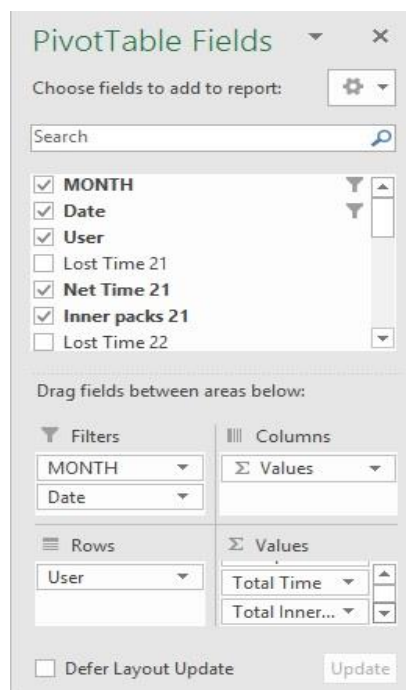 PivotTable Fields
Choose fields to add to report:
Search
MONTH
Date
User
Lost Time 21
Net Time 21
Inner packs 21
Lost Time 22
Drag fields between areas below:
Filters
MONTH
Date
Columns
Σ Values
Rows
User
Σ Values
Total Time
Total Inner...
Defer Layout Update
Update